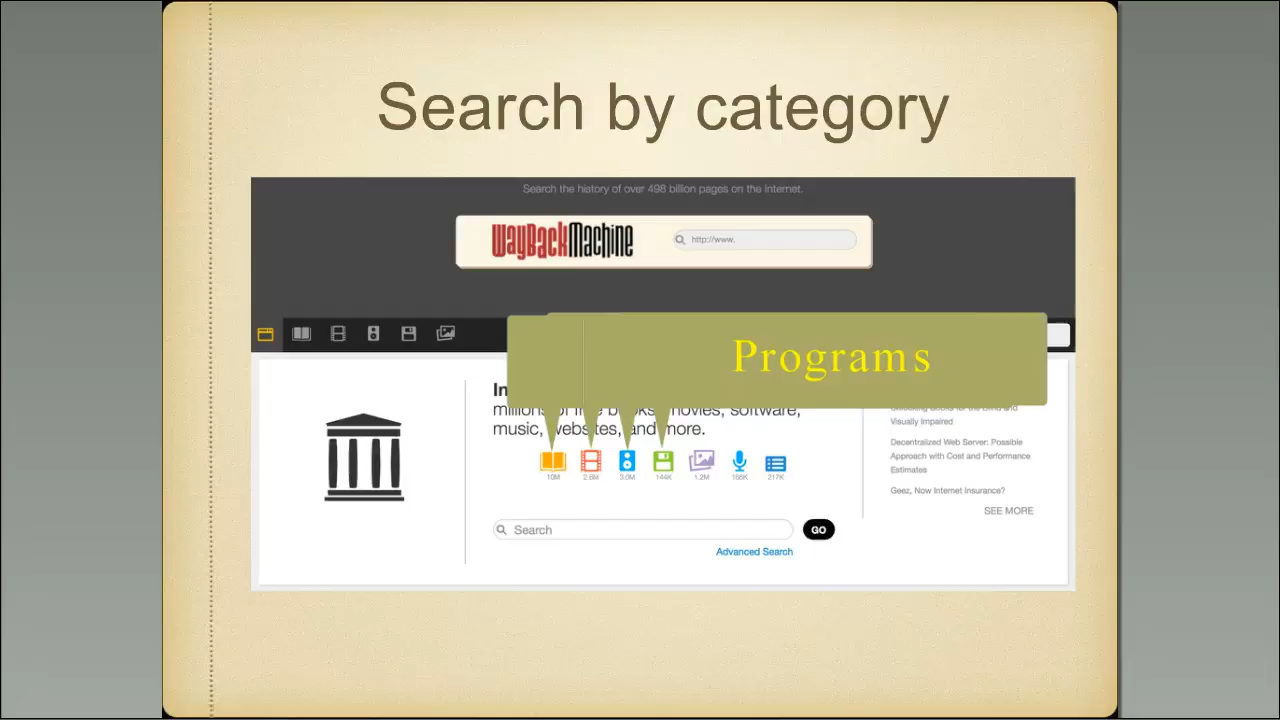 Search by category
Search the history of over 498 billion pages on the Internet.
WayBackMachine
http://www.
Programs
In
millions of free books, movies, software,
music, websites, and more.
10M 2.8M 3.0M 144K 1.2M 166K 217K
Search
GO
Advanced Search
Visually Impaired
Decentralized Web Server: Possible
Approach with Cost and Performance
Estimates
Geez, Now Internet Insurance?
SEE MORE